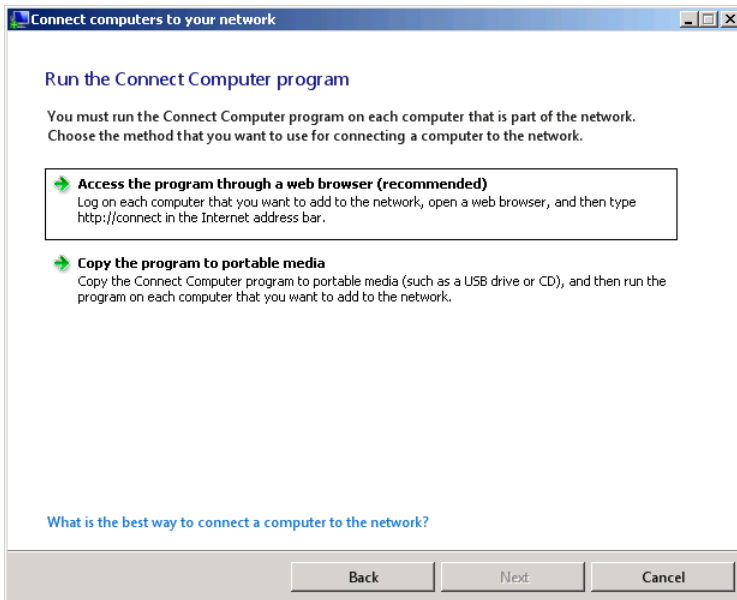 Connect computers to your network
Run the Connect Computer program
You must run the Connect Computer program on each computer that is part of the network.
Choose the method that you want to use for connecting a computer to the network.
Access the program through a web browser (recommended)
Log on each computer that you want to add to the network, open a web browser, and then type
http://connect in the Internet address bar.
Copy the program to portable media
Copy the Connect Computer program to portable media (such as a USB drive or CD), and then run the
program on each computer that you want to add to the network.
What is the best way to connect a computer to the network?
Back Next Cancel